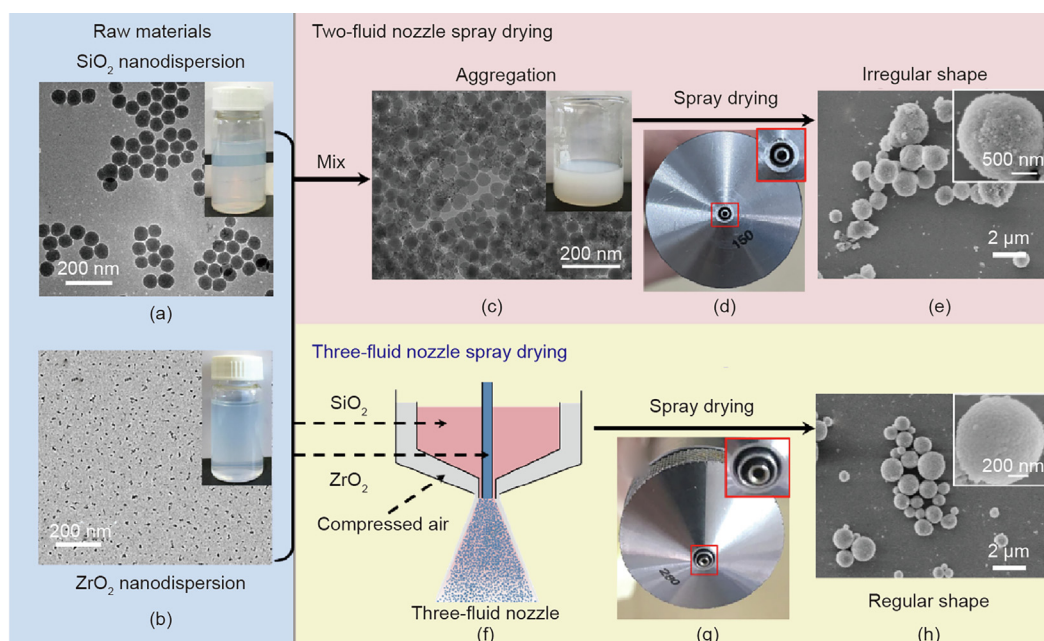 Raw materials
SiO₂ nanodispersion
200 nm
(a)
200 nm
ZrO₂ nanodispersion
(b)
Two-fluid nozzle spray drying
Mix
Aggregation
200 nm
(c)
Spray drying
160
(d)
Irregular shape
500 nm
2 µm
(e)
Three-fluid nozzle spray drying
SiO₂
ZrO₂
Compressed air
Three-fluid nozzle
(f)
Spray drying
260
(g)
200 nm
2 µm
Regular shape
(h)